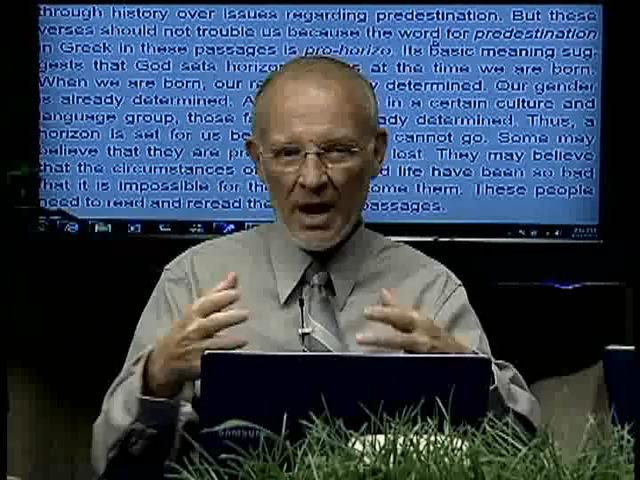 through history over issues regarding predestination. But these
verses should not trouble us because the word for predestination
in Greek in these passages is pro-horizo. Its basic meaning sug-
gests that God sets horizons at the time we are born.
When we are born, our determined. Our gender
is already determined. in a certain culture and
language group, those already determined. Thus, a
horizon is set for us cannot go. Some may
believe that they are lost. They may believe
that the circumstances of life have been so bad
that it is impossible for them come them. These people
need to read and reread the passages.
SAMSUNG